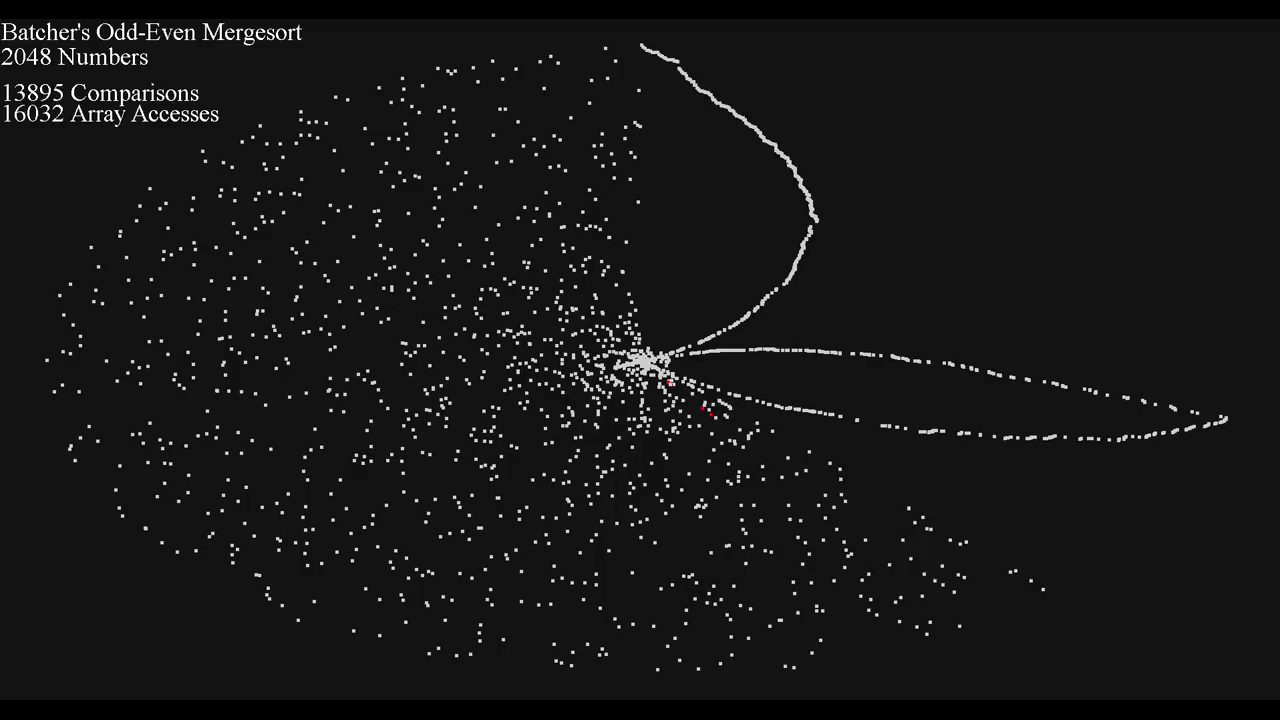 Batcher's Odd-Even Mergesort
2048 Numbers
13895 Comparisons
16032 Array Accesses